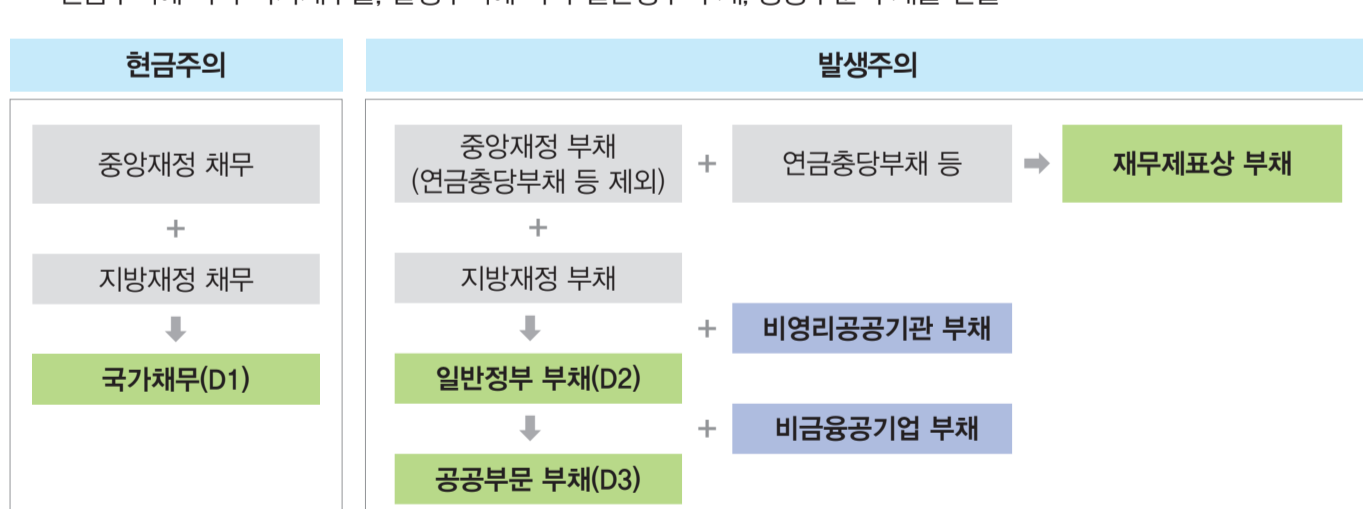 현금주의
발생주의
중앙재정 채무
+
지방재정 채무
국가채무(D1)
중앙재정 부채
(연금충당부채 등 제외)
+
연금충당부채 등
재무제표상 부채
+
지방재정 부채
+
비영리공공기관 부채
일반정부 부채(D2)
+
비금융공기업 부채
공공부문 부채(D3)